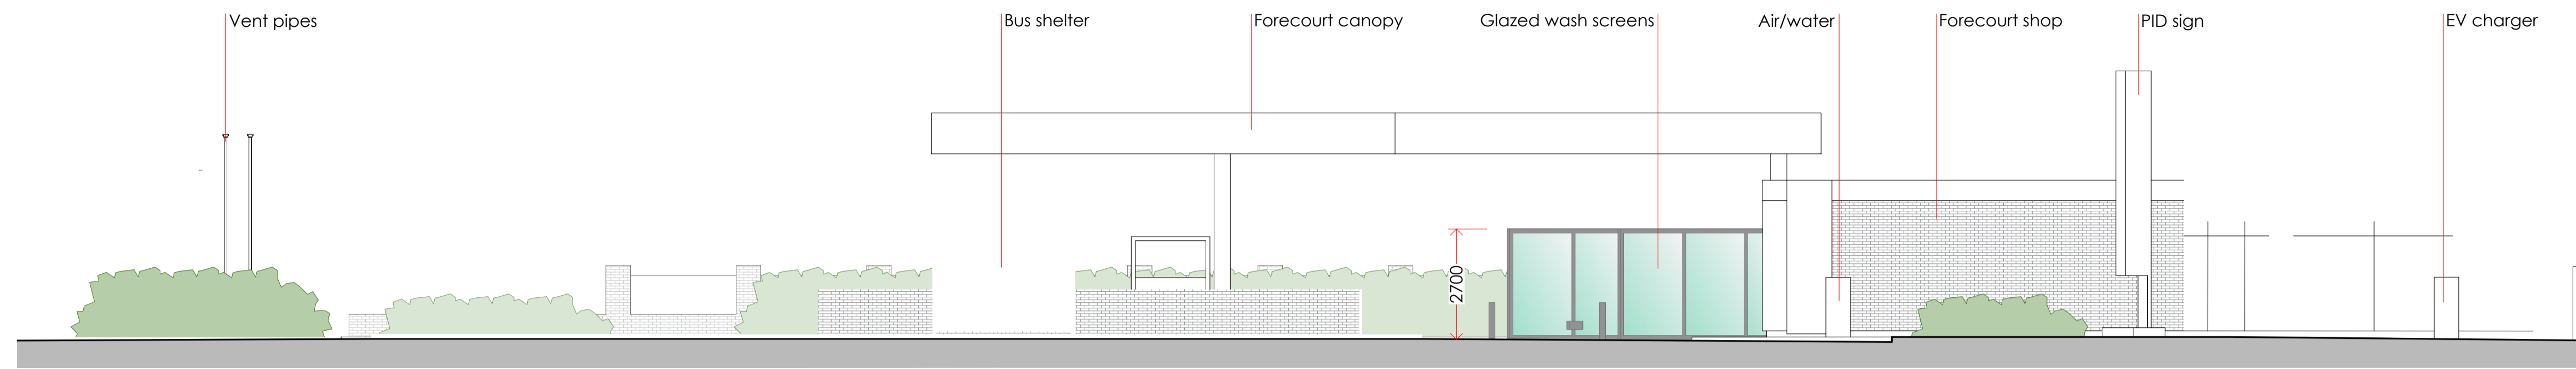 Vent pipes
Bus shelter
Forecourt canopy
Glazed wash screens
Air/water
Forecourt shop
PID sign
EV charger
2700